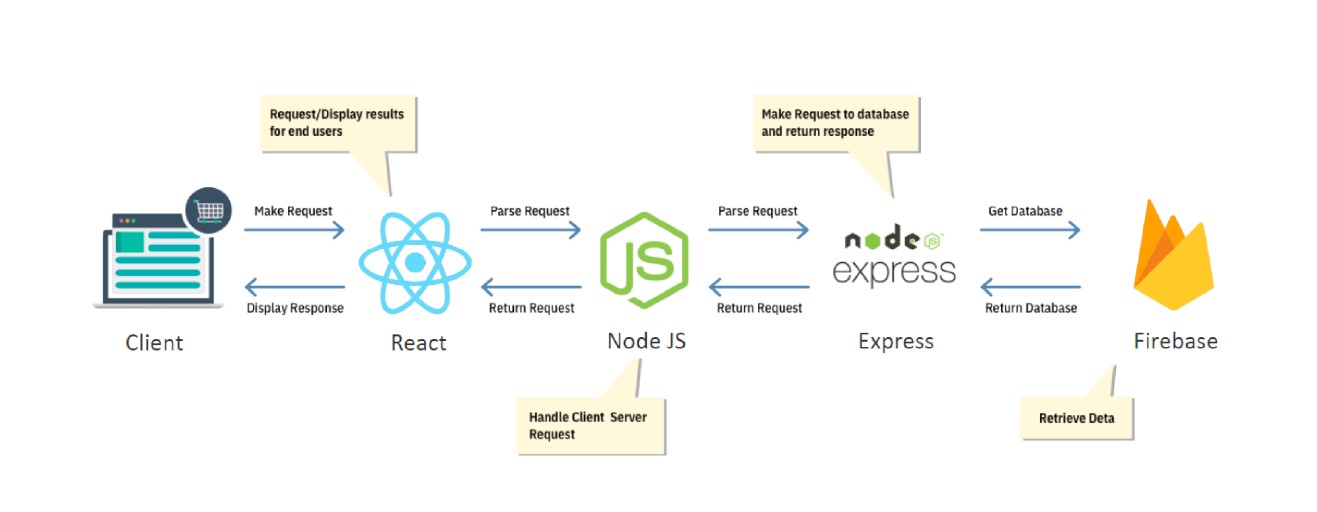 Request/Display results
for end users
Make Request to database
and return response
Make Request
Parse Request
Parse Request
Get Database
JS
node JS
express
Display Response
Return Request
Return Request
Return Database
Client
React
Node JS
Express
Firebase
Handle Client Server
Request
Retrieve Deta